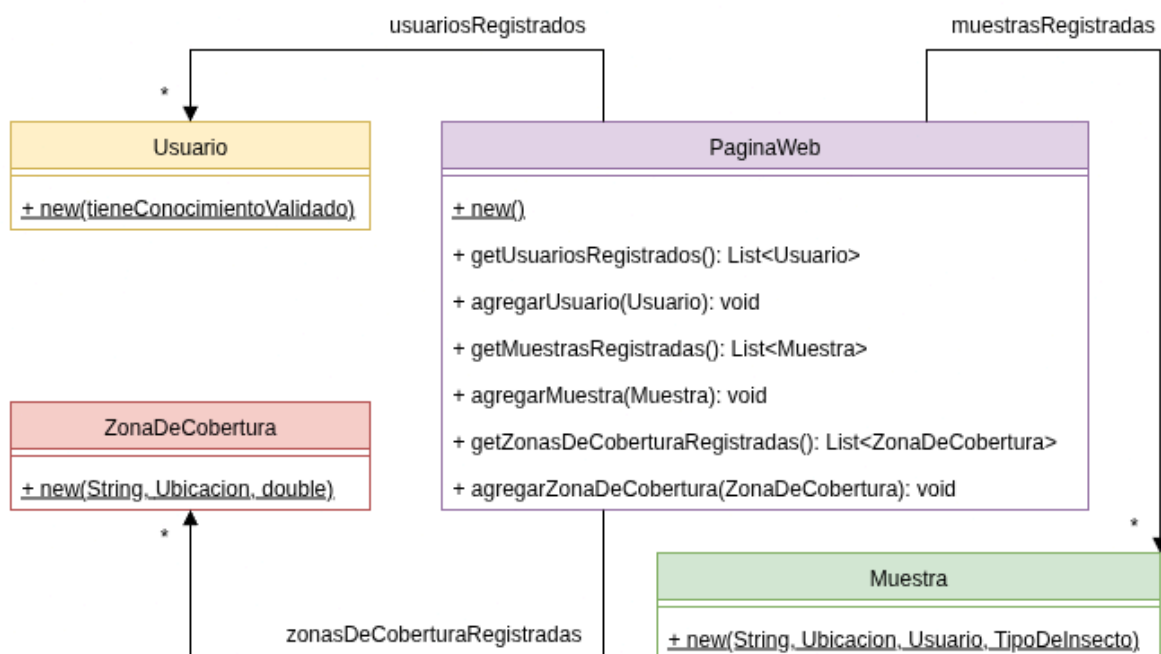 usuariosRegistrados
muestrasRegistradas
*
Usuario
+ new(tieneConocimientoValidado)
PaginaWeb
+ new()
+ getUsuariosRegistrados(): List<Usuario>
+ agregarUsuario(Usuario): void
+ getMuestrasRegistradas(): List<Muestra>
+ agregarMuestra(Muestra): void
+ getZonasDeCoberturaRegistradas(): List<ZonaDeCobertura>
+ agregarZonaDeCobertura(ZonaDeCobertura): void
ZonaDeCobertura
+ new(String, Ubicacion, double)
*
*
Muestra
+ new(String, Ubicacion, Usuario, TipoDeInsecto)
zonasDeCoberturaRegistradas